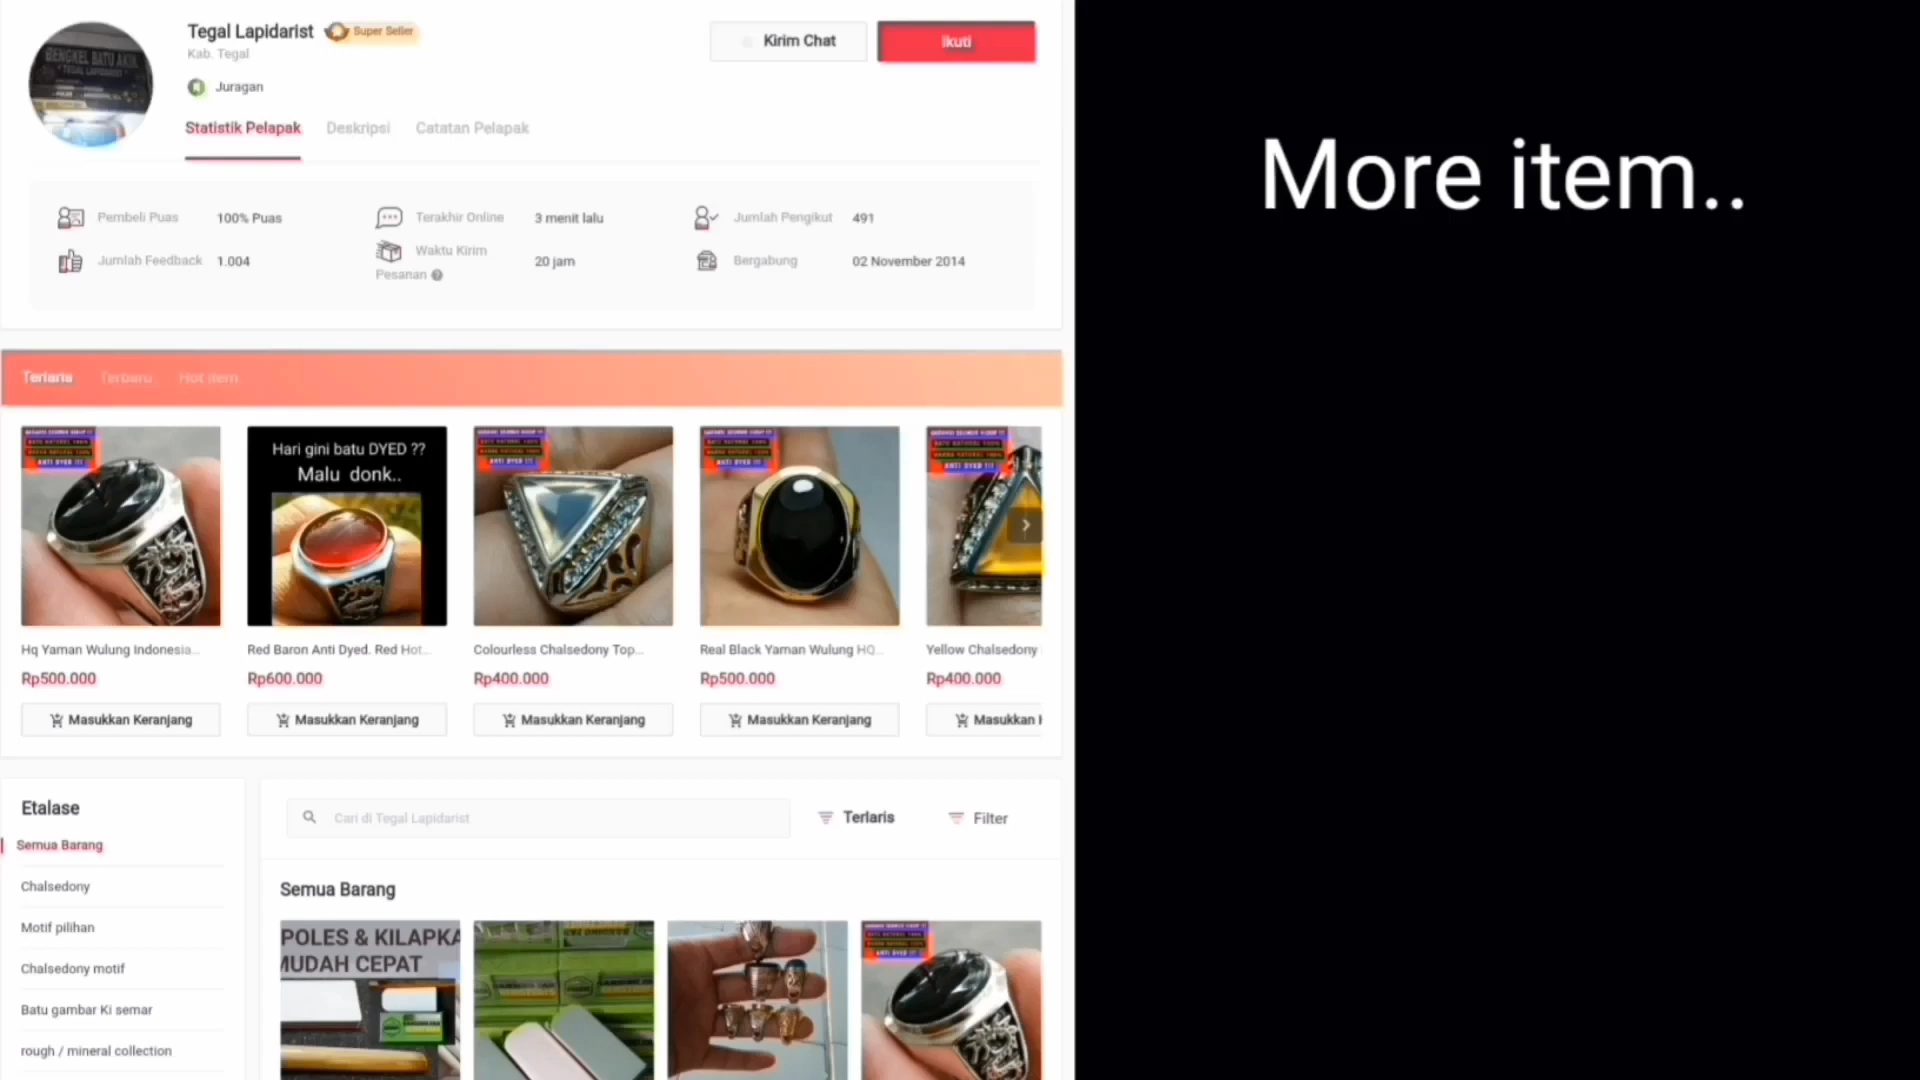 Tegal Lapidarist
Super Seller
Kab. Tegal
Juragan
Kirim Chat
Ikuti
Statistik Pelapak
Deskripsi
Catatan Pelapak
Pembeli Puas
100% Puas
Terakhir Online
3 menit lalu
Jumlah Pengikut
491
Jumlah Feedback
1.004
Waktu Kirim
Pesanan
20 jam
Bergabung
02 November 2014
More item..
Terlaris
Terbaru
Hot Item
Hari gini batu DYED ??
Malu donk..
Hq Yaman Wulung Indonesia...
Rp500.000
Masukkan Keranjang
Red Baron Anti Dyed. Red Hot...
Rp600.000
Masukkan Keranjang
Colourless Chalsedony Top...
Rp400.000
Masukkan Keranjang
Real Black Yaman Wulung HQ...
Rp500.000
Masukkan Keranjang
Yellow Chalsedony
Rp400.000
Masukkan
Etalase
Semua Barang
Chalsedony
Motif pilihan
Chalsedony motif
Batu gambar Ki semar
rough / mineral collection
Cari di Tegal Lapidarist
Terlaris
Filter
Semua Barang
POLES & KILAPKA
MUDAH CEPAT